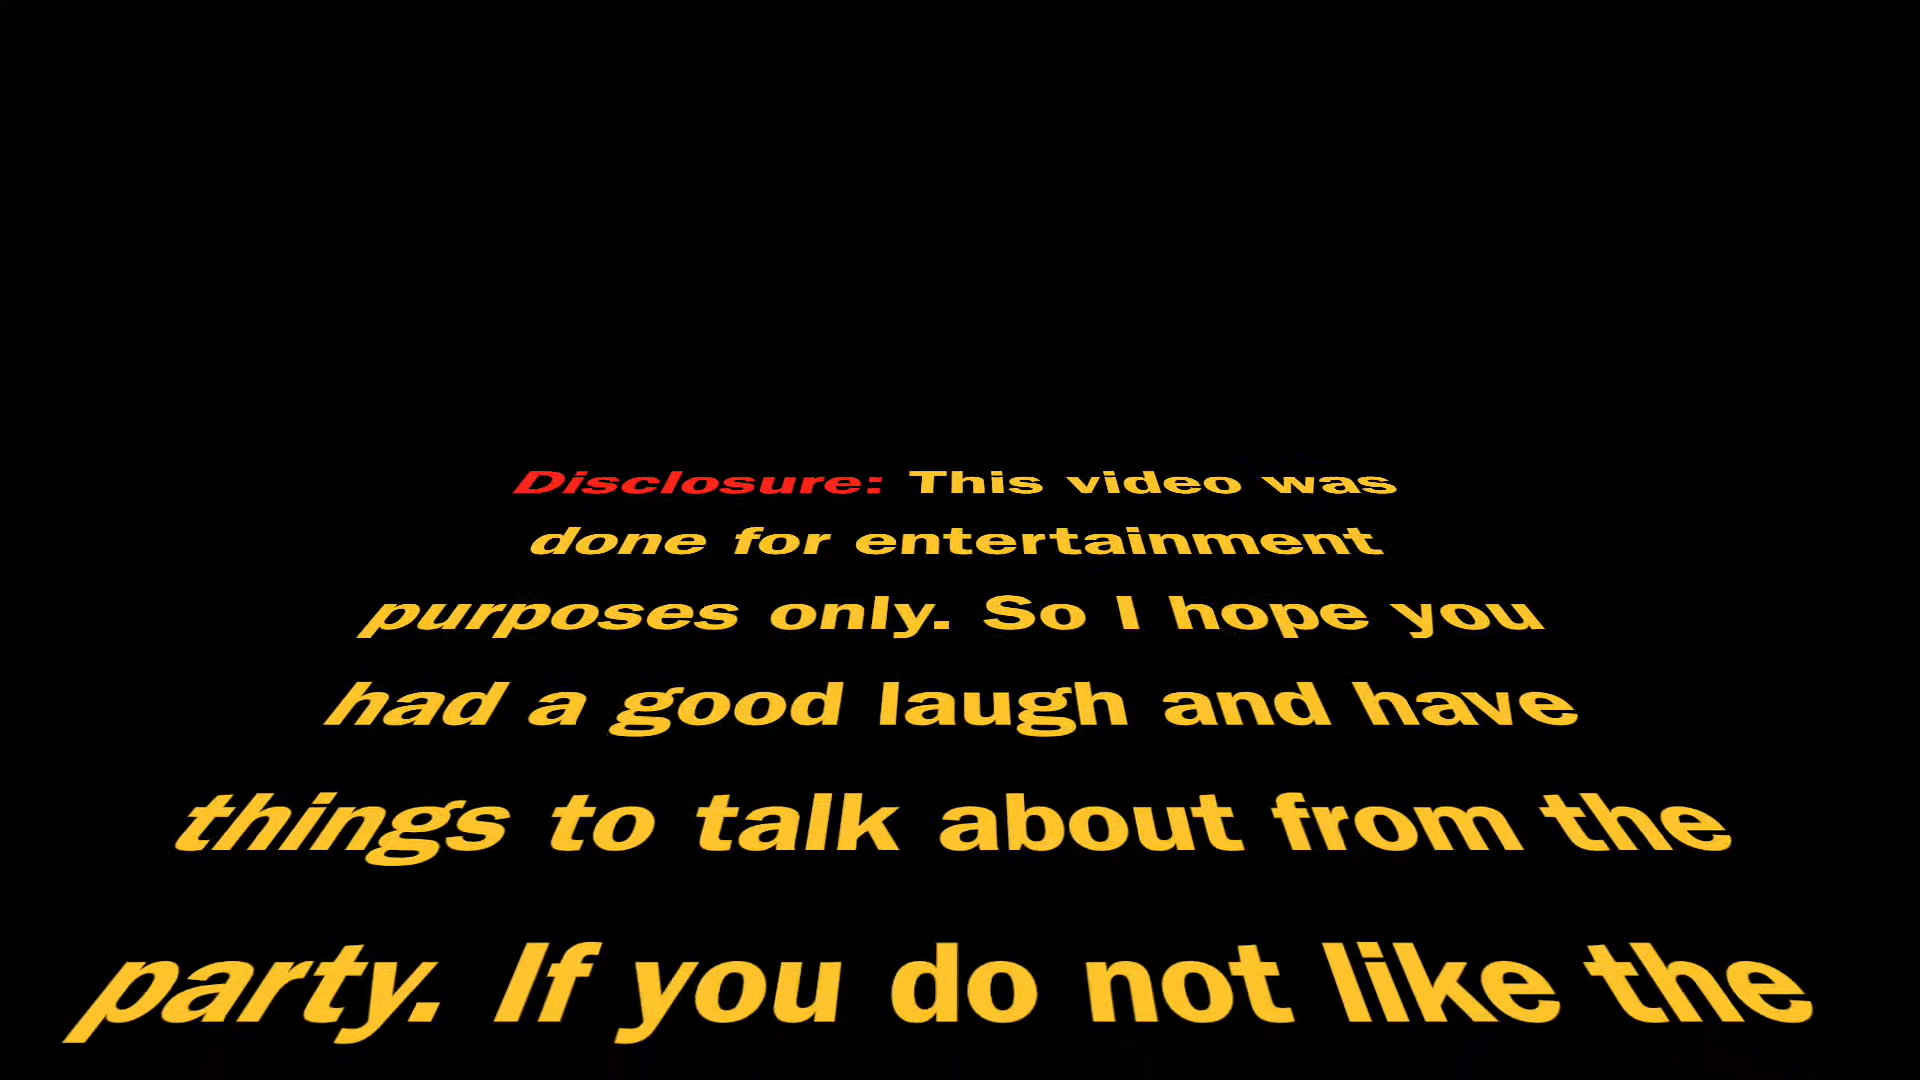 Disclosure: This video was
done for entertainment
purposes only. So I hope you
had a good laugh and have
things to talk about from the
party. If you do not like the